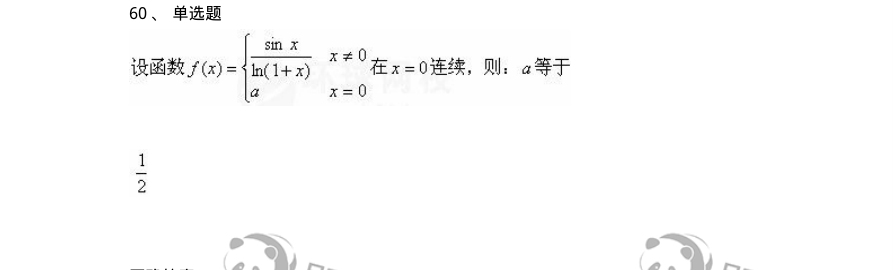 60、 单选题
设函数 f(x) = { sin x / ln(1+x)  x ≠ 0
a  x = 0 在 x = 0 连续，则：a 等于
1/2